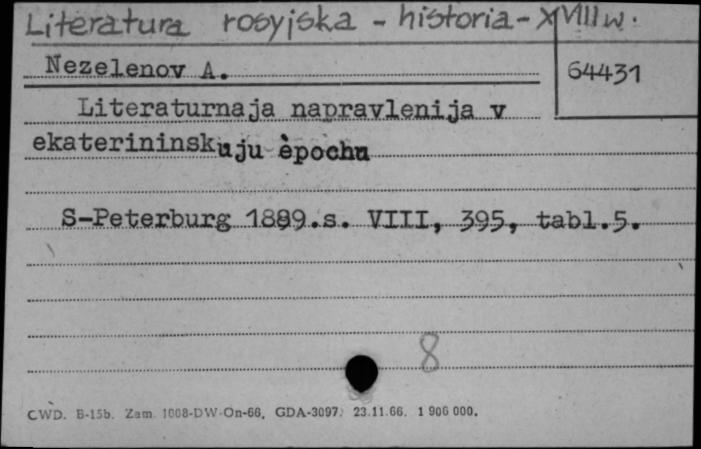 Literatura rosyjska - historia - XVIII w.
Nezelenov A.
64431
Literaturnaja napravlenija v
ekaterininskuju èpochu
S-Peterburg 1889.s. VIII, 395, tabl.5.
8
CWD. B-15b. Zam. 1008-DW-On-66, GDA-3097. 23.11.66. 1 906 000.